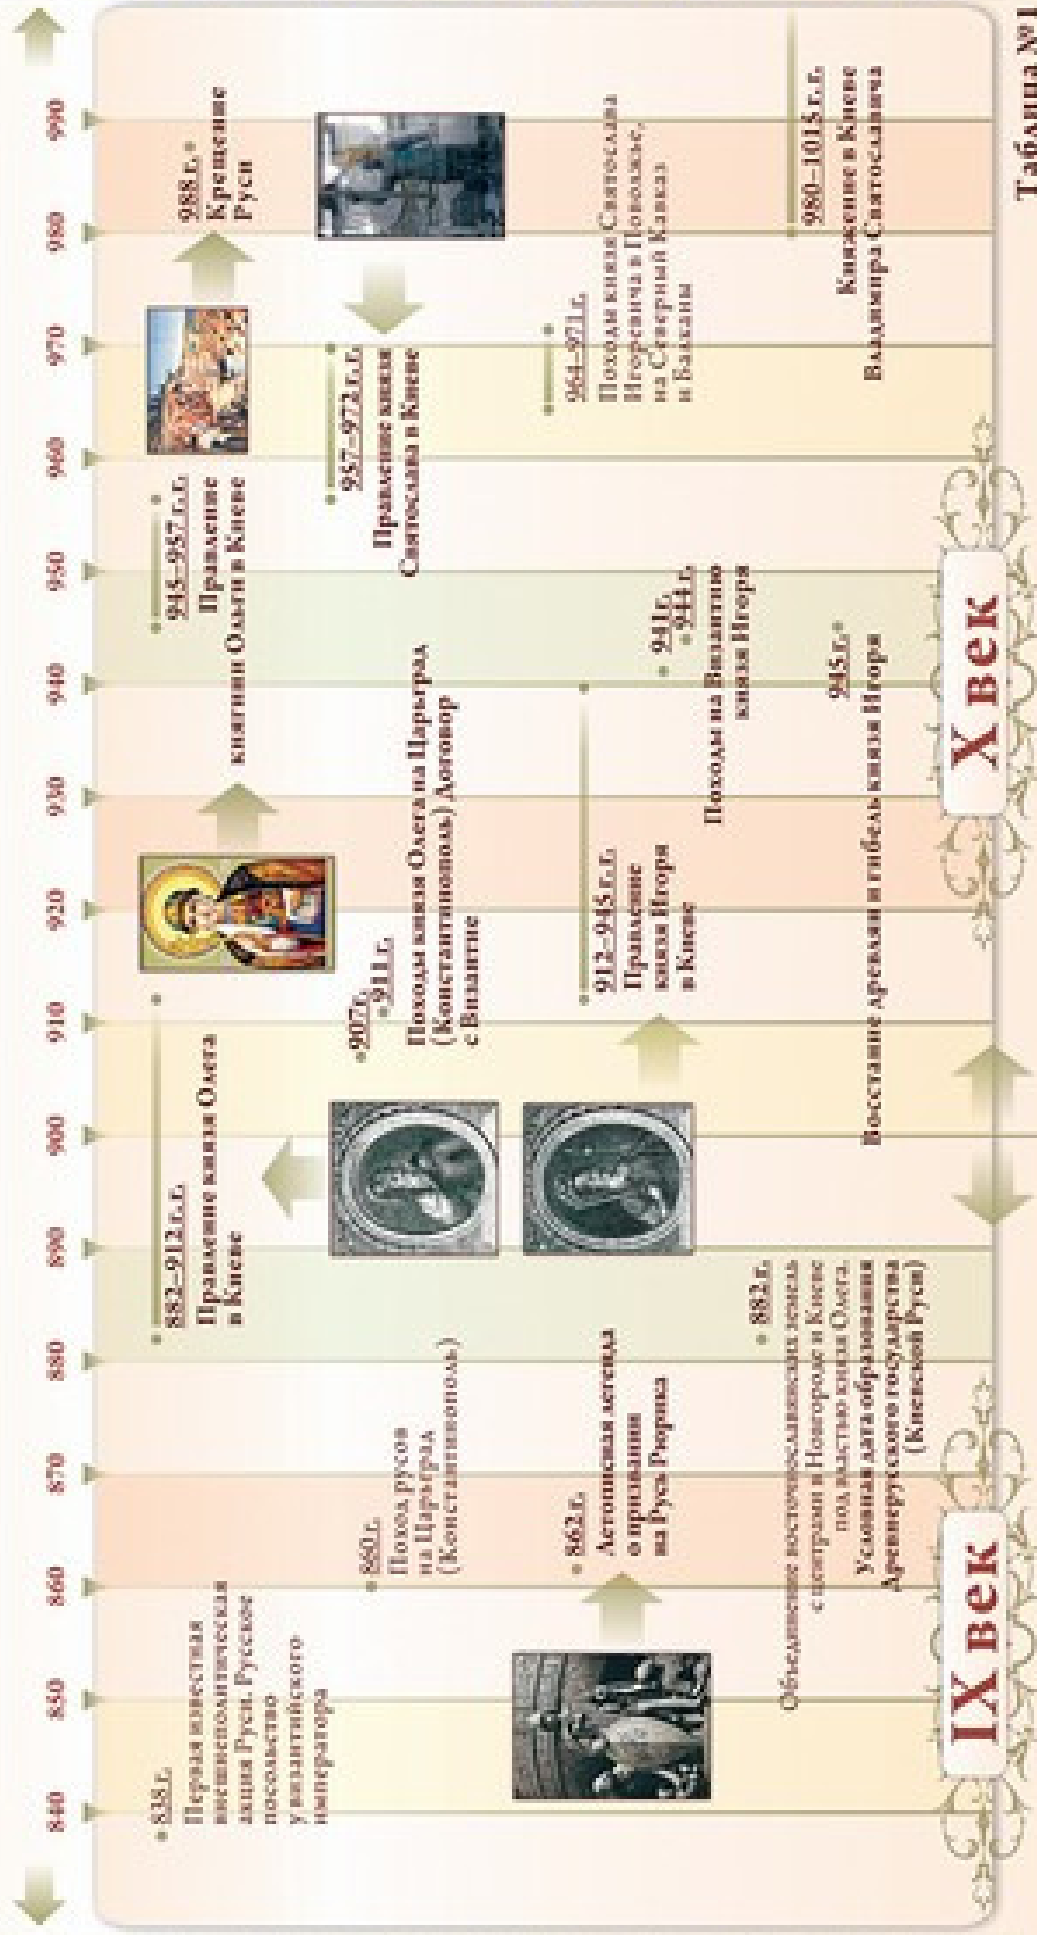 840 850 860 870 880 890 900 910 920 930 940 950 960 970 980 990
838 г.
Первая известная
внешнеполитическая
акция Руси. Русское
посольство
у византийского
императора
860 г.
Поход русов
на Царьград
(Константинополь)
862 г.
Летописная легенда
о призвании
на Русь Рюрика
882 г.
Объединение восточнославянских земель
с центрами в Новгороде и Киеве
под властью князя Олега.
Условная дата образования
Древнерусского государства
(Киевской Руси)
882–912 г.г.
Правление князя Олега
в Киеве
907г.
911 г.
Походы князя Олега на Царьград
(Константинополь) Договор
с Византие
912–945 г.г.
Правление
князя Игоря
в Киеве
941г.
944 г.
Походы на Византию
князя Игоря
945 г.
Восстание древлян и гибель князя Игоря
945–957 г.г.
Правление
княгини Ольги в Киеве
957–972 г.г.
Правление князя
Святослава в Киеве
964–971 г.
Походы князя Святослава
Игоревича в Поволжье,
на Северный Кавказ
и Балканы
988 г.
Крещение
Руси
980–1015 г.г.
Княжение в Киеве
Владимира Святославича
IX век
X век
Таблица №1